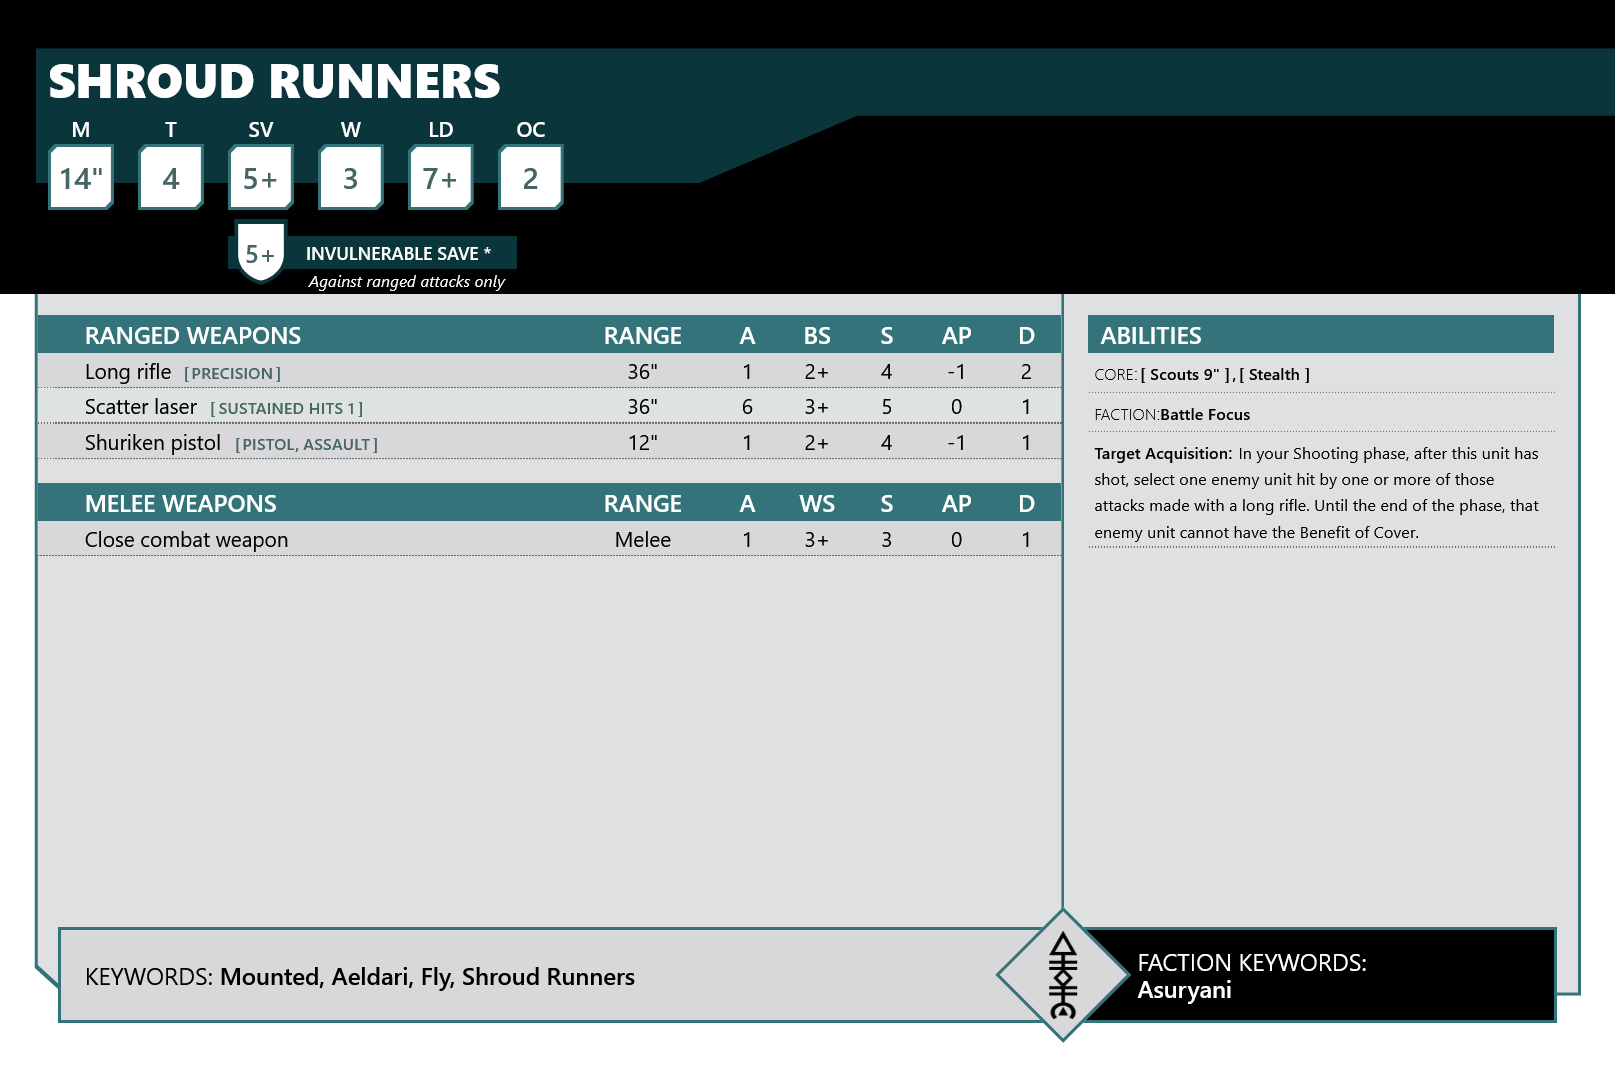 SHROUD RUNNERS
M T SV W LD OC
14" 4 5+ 3 7+ 2
5+ INVULNERABLE SAVE *
Against ranged attacks only
RANGED WEAPONS RANGE A BS S AP D
Long rifle [PRECISION] 36" 1 2+ 4 -1 2
Scatter laser [SUSTAINED HITS 1] 36" 6 3+ 5 0 1
Shuriken pistol [PISTOL, ASSAULT] 12" 1 2+ 4 -1 1
MELEE WEAPONS RANGE A WS S AP D
Close combat weapon Melee 1 3+ 3 0 1
ABILITIES
CORE: [ Scouts 9" ] , [ Stealth ]
FACTION:Battle Focus
Target Acquisition: In your Shooting phase, after this unit has
shot, select one enemy unit hit by one or more of those
attacks made with a long rifle. Until the end of the phase, that
enemy unit cannot have the Benefit of Cover.
KEYWORDS: Mounted, Aeldari, Fly, Shroud Runners
FACTION KEYWORDS:
Asuryani